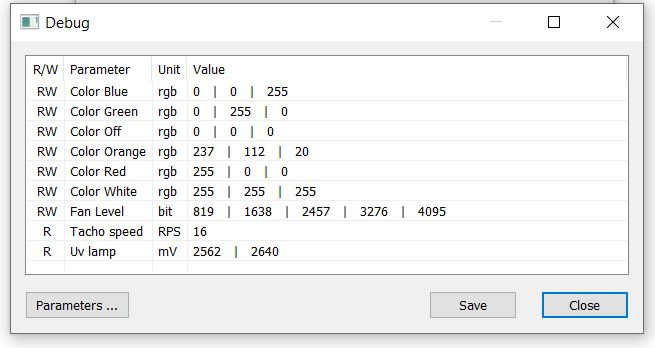 Debug
R/W Parameter Unit Value
RW Color Blue rgb 0 | 0 | 255
RW Color Green rgb 0 | 255 | 0
RW Color Off rgb 0 | 0 | 0
RW Color Orange rgb 237 | 112 | 20
RW Color Red rgb 255 | 0 | 0
RW Color White rgb 255 | 255 | 255
RW Fan Level bit 819 | 1638 | 2457 | 3276 | 4095
R Tacho speed RPS 16
R Uv lamp mV 2562 | 2640
Parameters ... Save Close